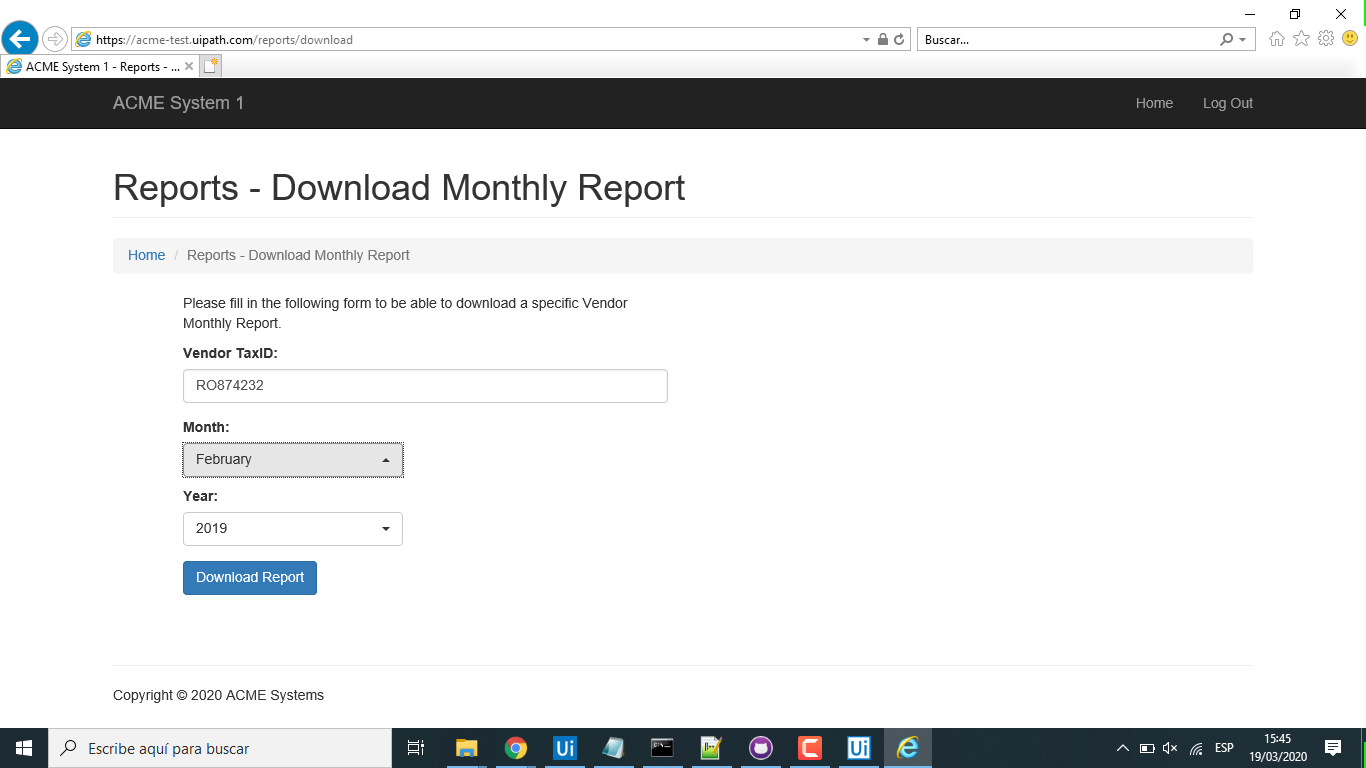 https://acme-test.uipath.com/reports/download
Buscar...
ACME System 1 - Reports - ...
ACME System 1
Home
Log Out
Reports - Download Monthly Report
Home / Reports - Download Monthly Report
Please fill in the following form to be able to download a specific Vendor
Monthly Report.
Vendor TaxID:
RO874232
Month:
February
Year:
2019
Download Report
Copyright © 2020 ACME Systems
Escribe aquí para buscar
Ui
Ui
ESP
15:45
19/03/2020